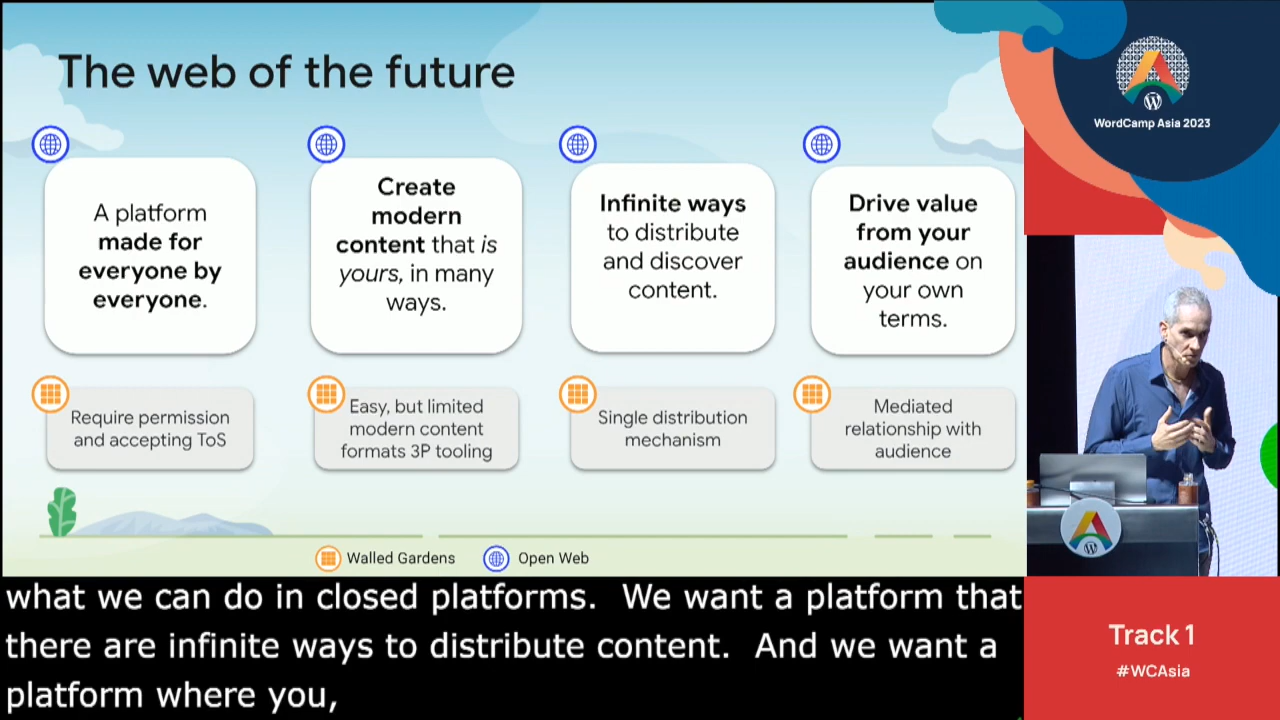 The web of the future
A platform
made for
everyone by
everyone.
Create
modern
content that is
yours, in many
ways.
Infinite ways
to distribute
and discover
content.
Drive value
from your
audience on
your own
terms.
Require permission
and accepting ToS
Easy, but limited
modern content
formats 3P tooling
Single distribution
mechanism
Mediated
relationship with
audience
Walled Gardens
Open Web
what we can do in closed platforms.  We want a platform that
there are infinite ways to distribute content.  And we want a
platform where you,
WordCamp Asia 2023
Track 1
#WCAsia